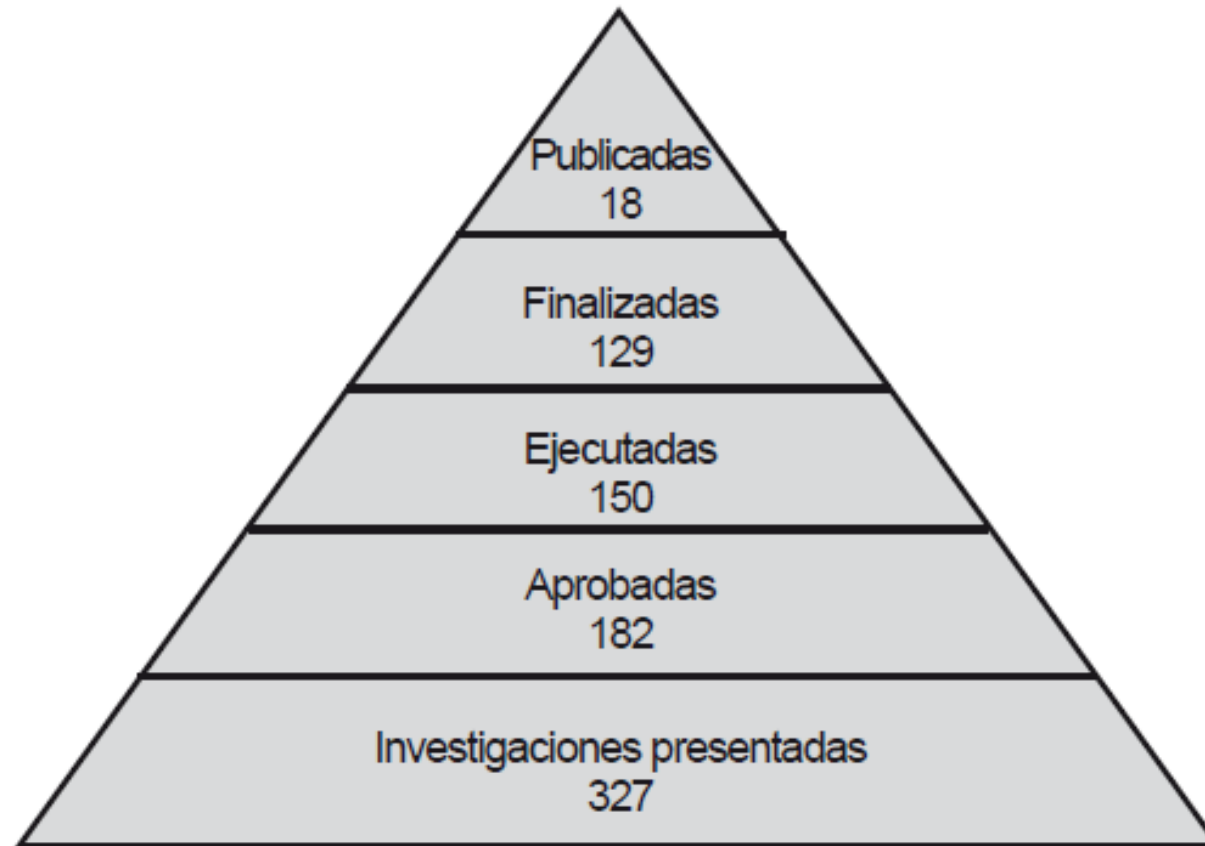 Publicadas
18
Finalizadas
129
Ejecutadas
150
Aprobadas
182
Investigaciones presentadas
327